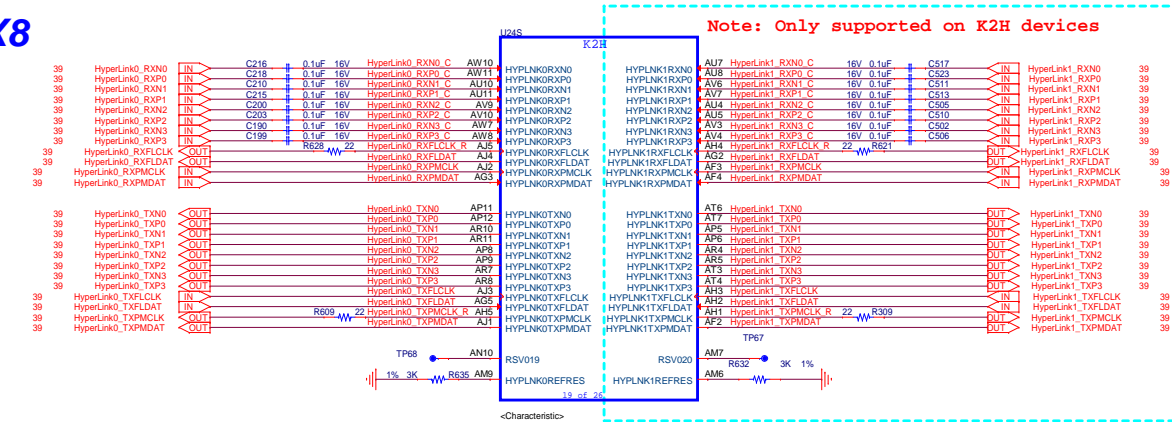 X8
Note: Only supported on K2H devices
U24S
K2H
39 HyperLink0_RXN0 IN C216 0.1uF 16V HyperLink0_RXN0_C AW10 HYPLNK0RXN0 HYPLNK1RXN0 AU7 HyperLink1_RXN0_C 16V 0.1uF C517 IN HyperLink1_RXN0 39
39 HyperLink0_RXP0 IN C218 0.1uF 16V HyperLink0_RXP0_C AW11 HYPLNK0RXP0 HYPLNK1RXP0 AU8 HyperLink1_RXP0_C 16V 0.1uF C523 IN HyperLink1_RXP0 39
39 HyperLink0_RXN1 IN C210 0.1uF 16V HyperLink0_RXN1_C AU10 HYPLNK0RXN1 HYPLNK1RXN1 AV6 HyperLink1_RXN1_C 16V 0.1uF C511 IN HyperLink1_RXN1 39
39 HyperLink0_RXP1 IN C215 0.1uF 16V HyperLink0_RXP1_C AU11 HYPLNK0RXP1 HYPLNK1RXP1 AV7 HyperLink1_RXP1_C 16V 0.1uF C513 IN HyperLink1_RXP1 39
39 HyperLink0_RXN2 IN C200 0.1uF 16V HyperLink0_RXN2_C AV9 HYPLNK0RXN2 HYPLNK1RXN2 AU4 HyperLink1_RXN2_C 16V 0.1uF C505 IN HyperLink1_RXN2 39
39 HyperLink0_RXP2 IN C203 0.1uF 16V HyperLink0_RXP2_C AV10 HYPLNK0RXP2 HYPLNK1RXP2 AU5 HyperLink1_RXP2_C 16V 0.1uF C510 IN HyperLink1_RXP2 39
39 HyperLink0_RXN3 IN C190 0.1uF 16V HyperLink0_RXN3_C AW7 HYPLNK0RXN3 HYPLNK1RXN3 AV3 HyperLink1_RXN3_C 16V 0.1uF C502 IN HyperLink1_RXN3 39
39 HyperLink0_RXP3 IN C199 0.1uF 16V HyperLink0_RXP3_C AW8 HYPLNK0RXP3 HYPLNK1RXP3 AV4 HyperLink1_RXP3_C 16V 0.1uF C506 IN HyperLink1_RXP3 39
39 HyperLink0_RXFLCLK OUT R628 22 HyperLink0_RXFLCLK_R AJ5 HYPLNK0RXFLCLK HYPLNK1RXFLCLK AH4 HyperLink1_RXFLCLK_R 22 R621 OUT HyperLink1_RXFLCLK 39
39 HyperLink0_RXFLDAT OUT HyperLink0_RXFLDAT AJ4 HYPLNK0RXFLDAT HYPLNK1RXFLDAT AG2 HyperLink1_RXFLDAT OUT HyperLink1_RXFLDAT 39
39 HyperLink0_RXPMCLK IN HyperLink0_RXPMCLK AJ2 HYPLNK0RXPMCLK HYPLNK1RXPMCLK AF3 HyperLink1_RXPMCLK IN HyperLink1_RXPMCLK 39
39 HyperLink0_RXPMDAT IN HyperLink0_RXPMDAT AG3 HYPLNK0RXPMDAT HYPLNK1RXPMDAT AF4 HyperLink1_RXPMDAT IN HyperLink1_RXPMDAT 39
39 HyperLink0_TXN0 OUT HyperLink0_TXN0 AP11 HYPLNK0TXN0 HYPLNK1TXN0 AT6 HyperLink1_TXN0 OUT HyperLink1_TXN0 39
39 HyperLink0_TXP0 OUT HyperLink0_TXP0 AP12 HYPLNK0TXP0 HYPLNK1TXP0 AT7 HyperLink1_TXP0 OUT HyperLink1_TXP0 39
39 HyperLink0_TXN1 OUT HyperLink0_TXN1 AR10 HYPLNK0TXN1 HYPLNK1TXN1 AP5 HyperLink1_TXN1 OUT HyperLink1_TXN1 39
39 HyperLink0_TXP1 OUT HyperLink0_TXP1 AR11 HYPLNK0TXP1 HYPLNK1TXP1 AP6 HyperLink1_TXP1 OUT HyperLink1_TXP1 39
39 HyperLink0_TXN2 OUT HyperLink0_TXN2 AP8 HYPLNK0TXN2 HYPLNK1TXN2 AR4 HyperLink1_TXN2 OUT HyperLink1_TXN2 39
39 HyperLink0_TXP2 OUT HyperLink0_TXP2 AP9 HYPLNK0TXP2 HYPLNK1TXP2 AR5 HyperLink1_TXP2 OUT HyperLink1_TXP2 39
39 HyperLink0_TXN3 OUT HyperLink0_TXN3 AR7 HYPLNK0TXN3 HYPLNK1TXN3 AT3 HyperLink1_TXN3 OUT HyperLink1_TXN3 39
39 HyperLink0_TXP3 OUT HyperLink0_TXP3 AR8 HYPLNK0TXP3 HYPLNK1TXP3 AT4 HyperLink1_TXP3 OUT HyperLink1_TXP3 39
39 HyperLink0_TXFLCLK IN HyperLink0_TXFLCLK AJ3 HYPLNK0TXFLCLK HYPLNK1TXFLCLK AH3 HyperLink1_TXFLCLK IN HyperLink1_TXFLCLK 39
39 HyperLink0_TXFLDAT IN HyperLink0_TXFLDAT AG5 HYPLNK0TXFLDAT HYPLNK1TXFLDAT AH2 HyperLink1_TXFLDAT IN HyperLink1_TXFLDAT 39
39 HyperLink0_TXPMCLK OUT R609 22 HyperLink0_TXPMCLK_R AH5 HYPLNK0TXPMCLK HYPLNK1TXPMCLK AH1 HyperLink1_TXPMCLK_R 22 R309 OUT HyperLink1_TXPMCLK 39
39 HyperLink0_TXPMDAT OUT HyperLink0_TXPMDAT AJ1 HYPLNK0TXPMDAT HYPLNK1TXPMDAT AF2 HyperLink1_TXPMDAT OUT HyperLink1_TXPMDAT 39
TP68 AN10 RSV019 RSV020 AM7 TP67
1% 3K R635 AM9 HYPLNK0REFRES HYPLNK1REFRES AM6 R632 3K 1%
19 of 26
<Characteristic>